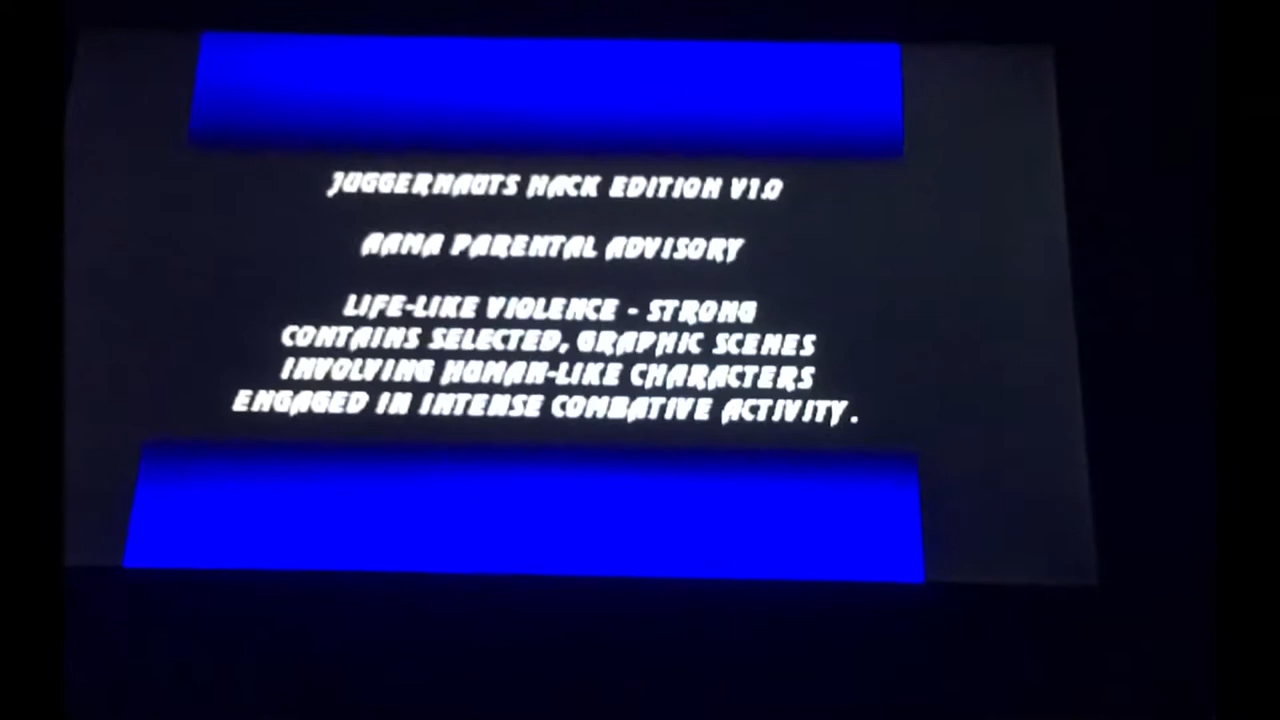 JUGGERNAUTS HACK EDITION V1.0
AAMA PARENTAL ADVISORY
LIFE-LIKE VIOLENCE - STRONG
CONTAINS SELECTED, GRAPHIC SCENES
INVOLVING HUMAN-LIKE CHARACTERS
ENGAGED IN INTENSE COMBATIVE ACTIVITY.